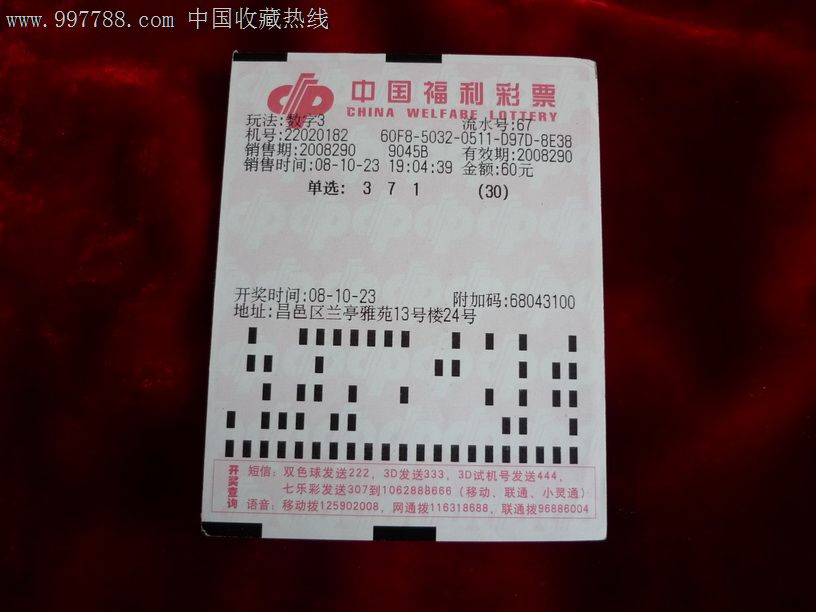 www.997788.com 中国收藏热线
中国福利彩票
CHINA WELFARE LOTTERY
玩法:数字3 流水号:67
机号:22020182 60F8-5032-0511-D97D-8E38
销售期:2008290 9045B 有效期:2008290
销售时间:08-10-23 19:04:39 金额:60元
单选: 3 7 1 (30)
开奖时间:08-10-23 附加码:68043100
地址:昌邑区兰亭雅苑13号楼24号
开奖查询
短信: 双色球发送222, 3D发送333, 3D试机号发送444,
七乐彩发送307到1062888666 (移动、联通、小灵通)
语音: 移动拨125902008, 网通拨116318688, 联通拨96886004